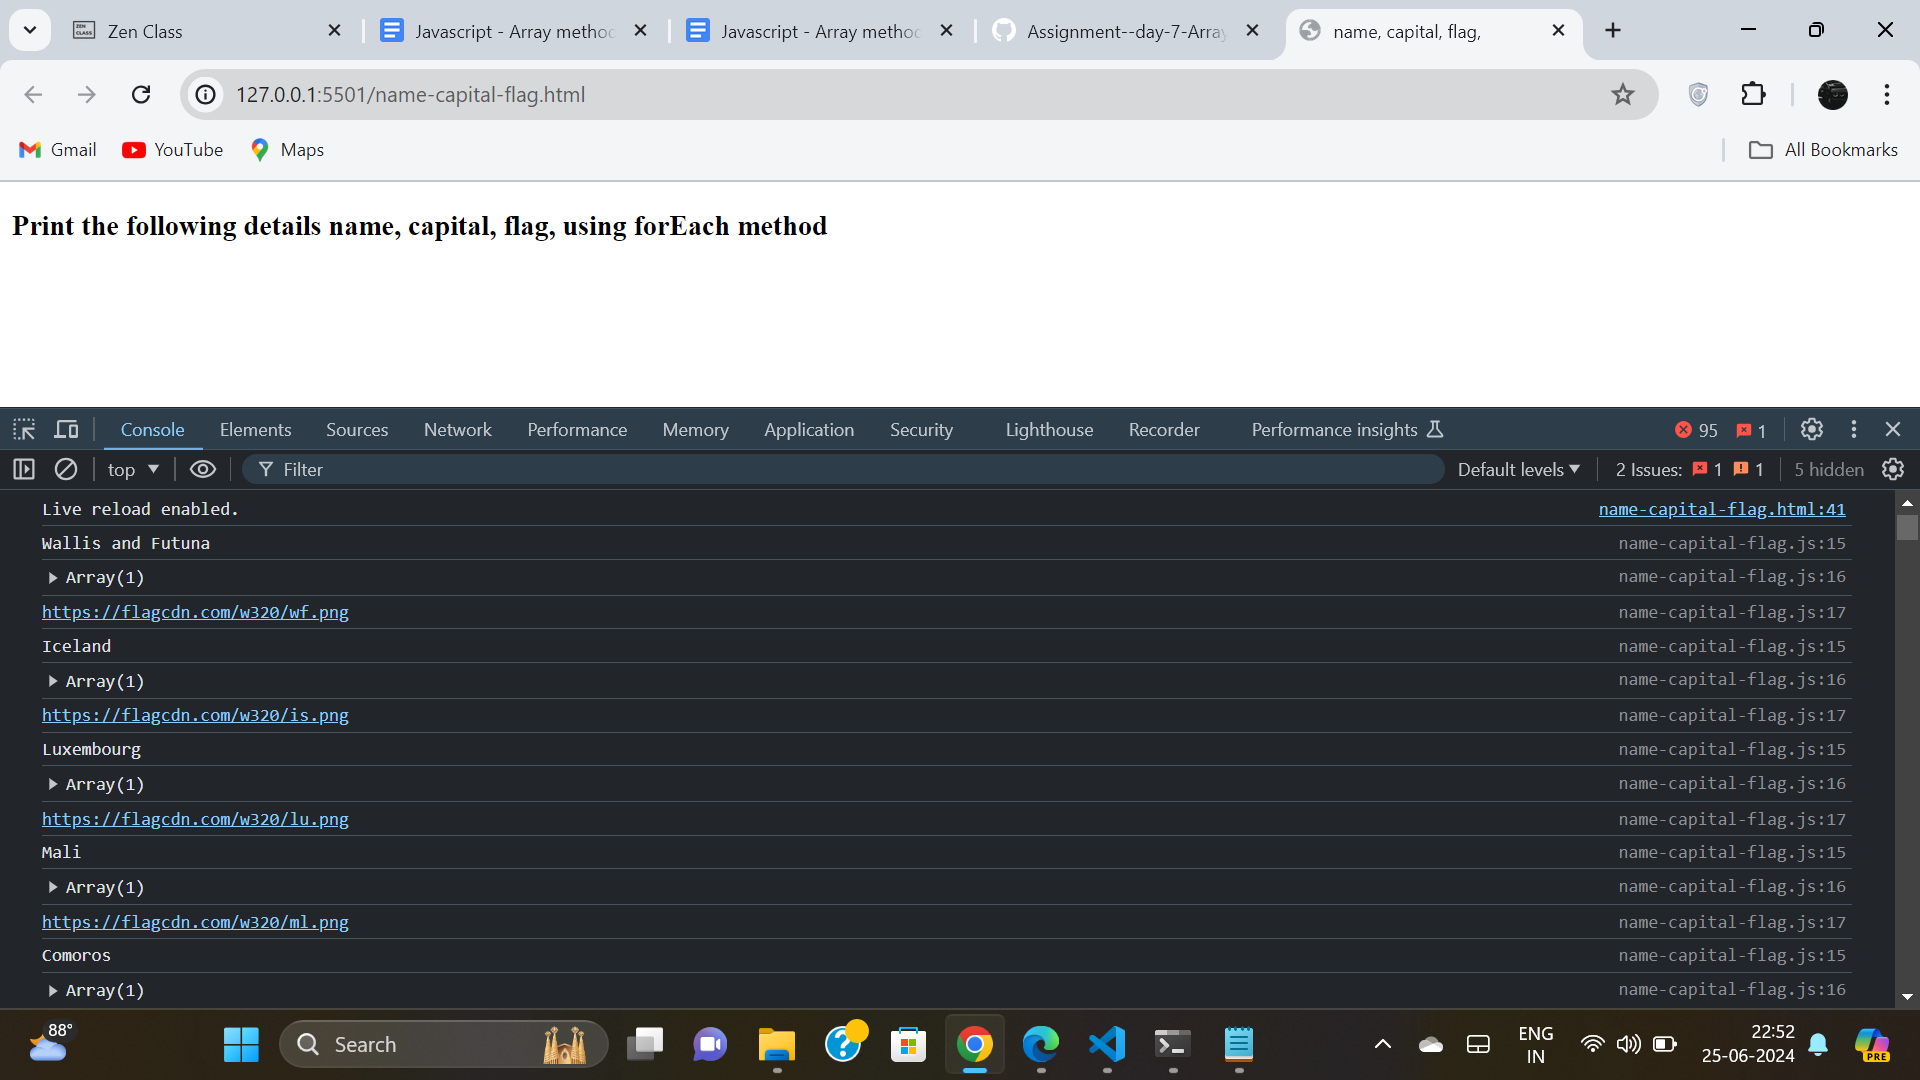 Zen Class
Javascript - Array method
Javascript - Array method
Assignment--day-7-Array
name, capital, flag,
127.0.0.1:5501/name-capital-flag.html
Gmail
YouTube
Maps
All Bookmarks
Print the following details name, capital, flag, using forEach method
Console Elements Sources Network Performance Memory Application Security Lighthouse Recorder Performance insights 95 1
top Filter Default levels 2 Issues: 1 1 5 hidden
Live reload enabled. name-capital-flag.html:41
Wallis and Futuna name-capital-flag.js:15
Array(1) name-capital-flag.js:16
https://flagcdn.com/w320/wf.png name-capital-flag.js:17
Iceland name-capital-flag.js:15
Array(1) name-capital-flag.js:16
https://flagcdn.com/w320/is.png name-capital-flag.js:17
Luxembourg name-capital-flag.js:15
Array(1) name-capital-flag.js:16
https://flagcdn.com/w320/lu.png name-capital-flag.js:17
Mali name-capital-flag.js:15
Array(1) name-capital-flag.js:16
https://flagcdn.com/w320/ml.png name-capital-flag.js:17
Comoros name-capital-flag.js:15
Array(1) name-capital-flag.js:16
88°
Search
ENG
IN
22:52
25-06-2024
PRE